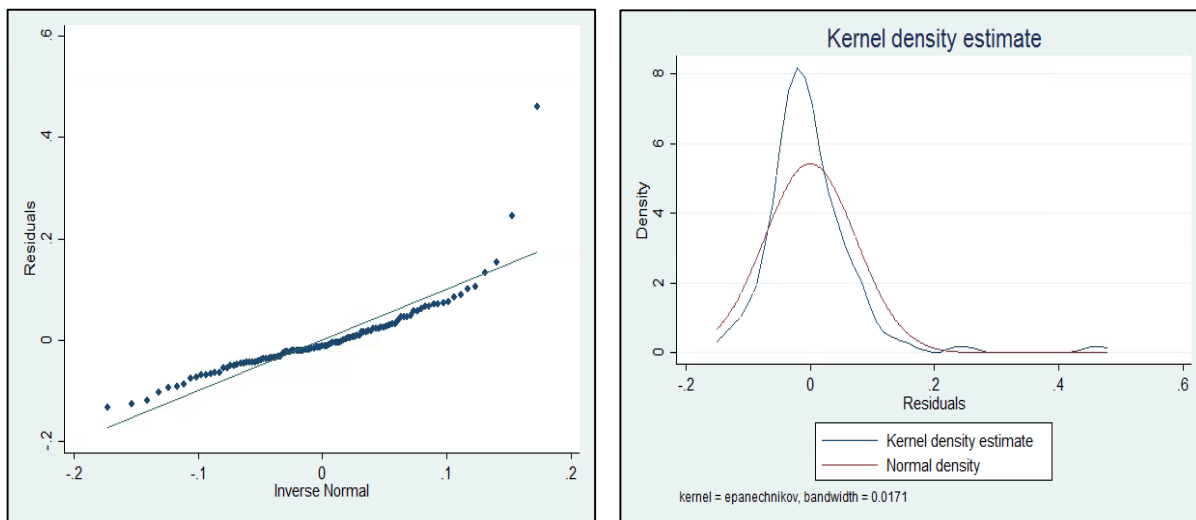 .6
.4
.2
0
-.2
Residuals
-.2
-.1
0
.1
.2
Inverse Normal
Kernel density estimate
8
6
4
2
0
Density
-.2
0
.2
.4
.6
Residuals
Kernel density estimate
Normal density
kernel = epanechnikov, bandwidth = 0.0171